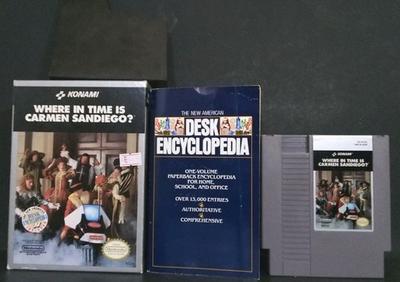 KONAMI
WHERE IN TIME IS
CARMEN SANDIEGO?
THE NEW AMERICAN
DESK
ENCYCLOPEDIA
ONE-VOLUME
PAPERBACK ENCYCLOPEDIA
FOR HOME,
SCHOOL, AND OFFICE
OVER 13,000 ENTRIES
AUTHORITATIVE
COMPREHENSIVE
KONAMI
WHERE IN TIME IS
CARMEN SANDIEGO?